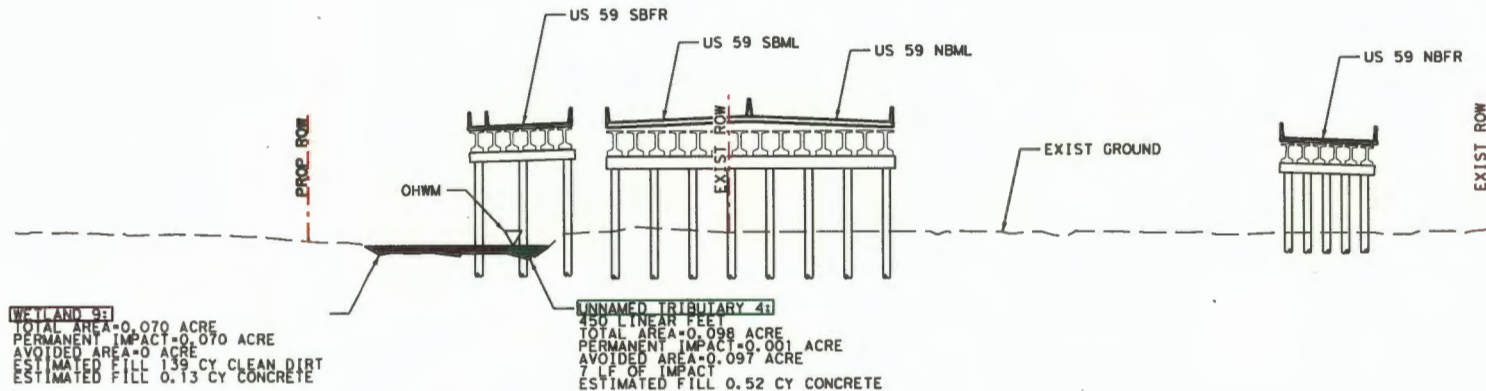 US 59 SBFR
US 59 SBML
US 59 NBML
US 59 NBFR
PROP ROW
EXIST ROW
EXIST ROW
OHWM
EXIST GROUND
WETLAND 9:
TOTAL AREA=0.070 ACRE
PERMANENT IMPACT=0.070 ACRE
AVOIDED AREA=0 ACRE
ESTIMATED FILL 139 CY CLEAN DIRT
ESTIMATED FILL 0.13 CY CONCRETE
UNNAMED TRIBUTARY 4:
450 LINEAR FEET
TOTAL AREA=0.098 ACRE
PERMANENT IMPACT=0.001 ACRE
AVOIDED AREA=0.097 ACRE
7 LF OF IMPACT
ESTIMATED FILL 0.52 CY CONCRETE